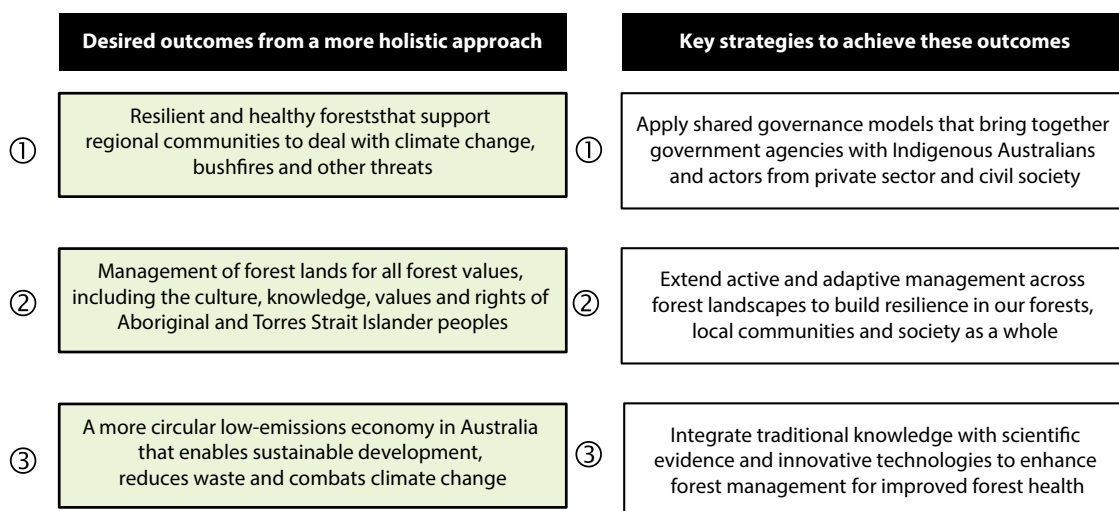 Desired outcomes from a more holistic approach
Key strategies to achieve these outcomes
① Resilient and healthy foreststhat support
regional communities to deal with climate change,
bushfires and other threats
① Apply shared governance models that bring together
government agencies with Indigenous Australians
and actors from private sector and civil society
② Management of forest lands for all forest values,
including the culture, knowledge, values and rights of
Aboriginal and Torres Strait Islander peoples
② Extend active and adaptive management across
forest landscapes to build resilience in our forests,
local communities and society as a whole
③ A more circular low-emissions economy in Australia
that enables sustainable development,
reduces waste and combats climate change
③ Integrate traditional knowledge with scientific
evidence and innovative technologies to enhance
forest management for improved forest health